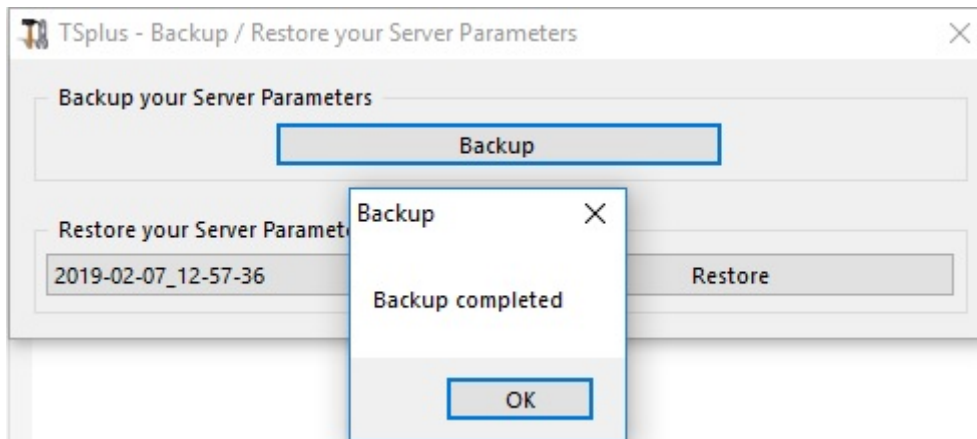 TSplus - Backup / Restore your Server Parameters
Backup your Server Parameters
Backup
Backup
Restore your Server
2019-02-07_12-57-36
Restore
Backup completed
OK